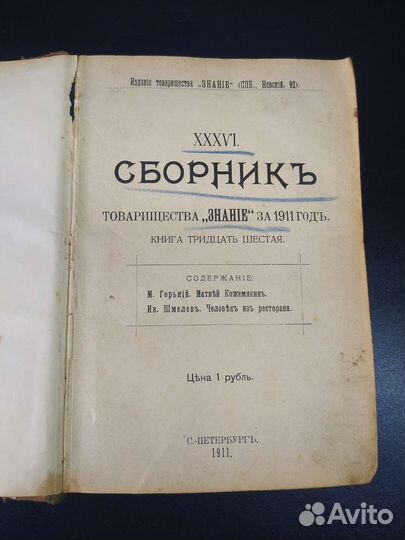 Изданіе товарищества „ЗНАНІЕ" (СПБ., Невскій, 92).
XXXVI.
СБОРНИКЪ
ТОВАРИЩЕСТВА „ЗНАНІЕ" ЗА 1911 ГОДЪ.
КНИГА ТРИДЦАТЬ ШЕСТАЯ.
СОДЕРЖАНІЕ:
М. Горькій. Матвѣй Кожемякинъ.
Ив. Шмелевъ. Человѣкъ изъ ресторана.
Цѣна 1 рубль.
С.-ПЕТЕРБУРГЪ.
1911.
Avito